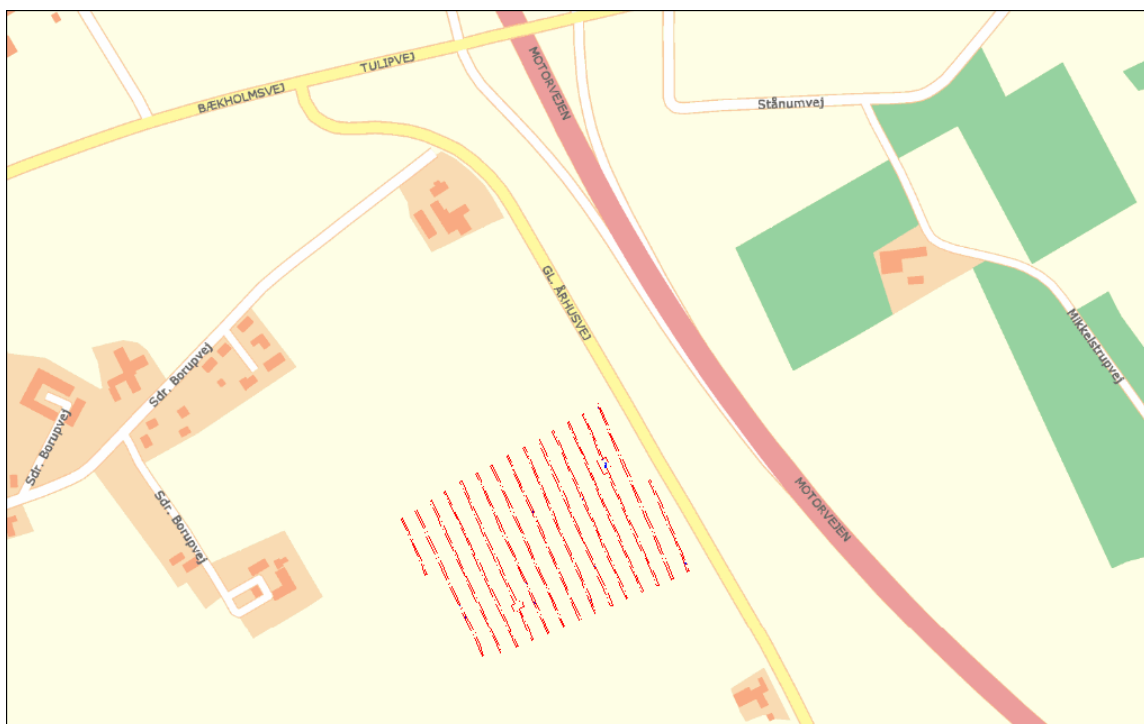 TULIPVEJ
BÆKHOLMSVEJ
MOTORVEJEN
Stånumvej
GL. ÅRHUSVEJ
Mikkelstrupvej
Sdr. Borupvej
Sdr. Borupvej
Sdr. Borupvej
MOTORVEJEN